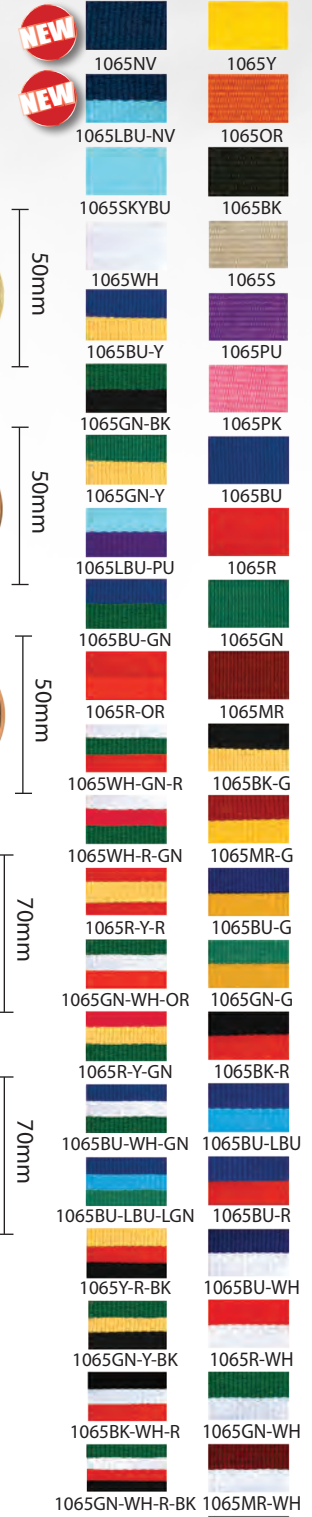 NEW
1065NV 1065Y
NEW
1065LBU-NV 1065OR
1065SKYBU 1065BK
50mm
1065WH 1065S
1065BU-Y 1065PU
1065GN-BK 1065PK
50mm
1065GN-Y 1065BU
1065LBU-PU 1065R
1065BU-GN 1065GN
50mm
1065R-OR 1065MR
1065WH-GN-R 1065BK-G
1065WH-R-GN 1065MR-G
70mm
1065R-Y-R 1065BU-G
1065GN-WH-OR 1065GN-G
1065R-Y-GN 1065BK-R
70mm
1065BU-WH-GN 1065BU-LBU
1065BU-LBU-LGN 1065BU-R
1065Y-R-BK 1065BU-WH
1065GN-Y-BK 1065R-WH
1065BK-WH-R 1065GN-WH
1065GN-WH-R-BK 1065MR-WH